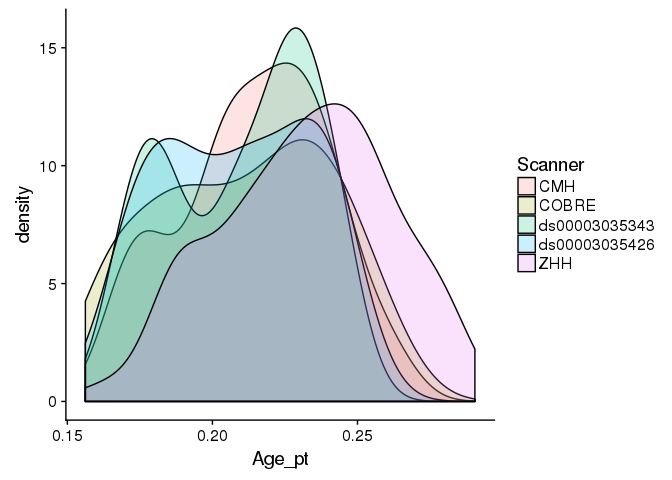 15
10
5
0
density
0.15
0.20
0.25
Age_pt
Scanner
CMH
COBRE
ds00003035343
ds00003035426
ZHH